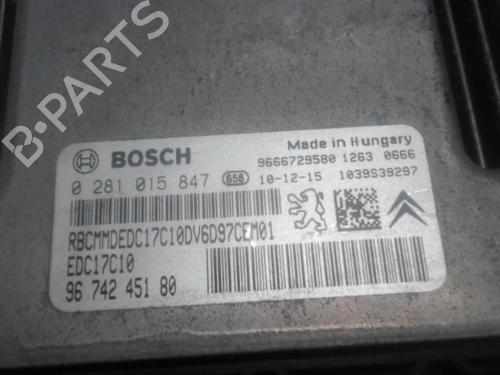 BOSCH
Made in Hungary
9666729580 1263 0666
0 281 015 847 658 10-12-15 1039S39297
RBCMMDEDC17C10DV6D97CEM01
EDC17C10
96 742 451 80
B-PARTS